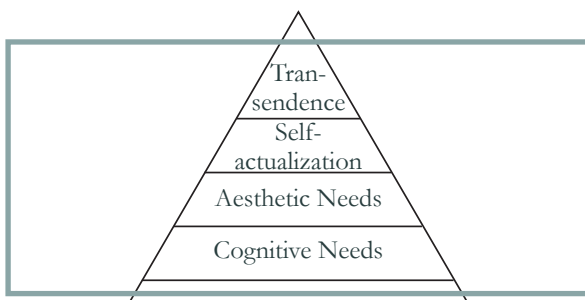 Tran-
sendence
Self-
actualization
Aesthetic Needs
Cognitive Needs